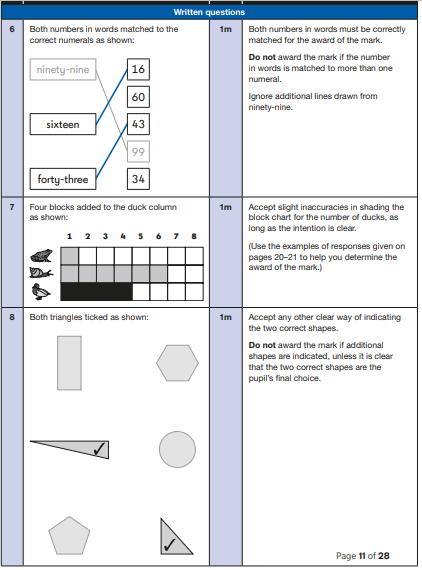 Written questions
6
Both numbers in words matched to the
correct numerals as shown:
ninety-nine
sixteen
forty-three
16
60
43
99
34
1m
Both numbers in words must be correctly
matched for the award of the mark.
Do not award the mark if the number
in words is matched to more than one
numeral.
Ignore additional lines drawn from
ninety-nine.
7
Four blocks added to the duck column
as shown:
1 2 3 4 5 6 7 8
1m
Accept slight inaccuracies in shading the
block chart for the number of ducks, as
long as the intention is clear.
(Use the examples of responses given on
pages 20–21 to help you determine the
award of the mark.)
8
Both triangles ticked as shown:
1m
Accept any other clear way of indicating
the two correct shapes.
Do not award the mark if additional
shapes are indicated, unless it is clear
that the two correct shapes are the
pupil's final choice.
Page 11 of 28